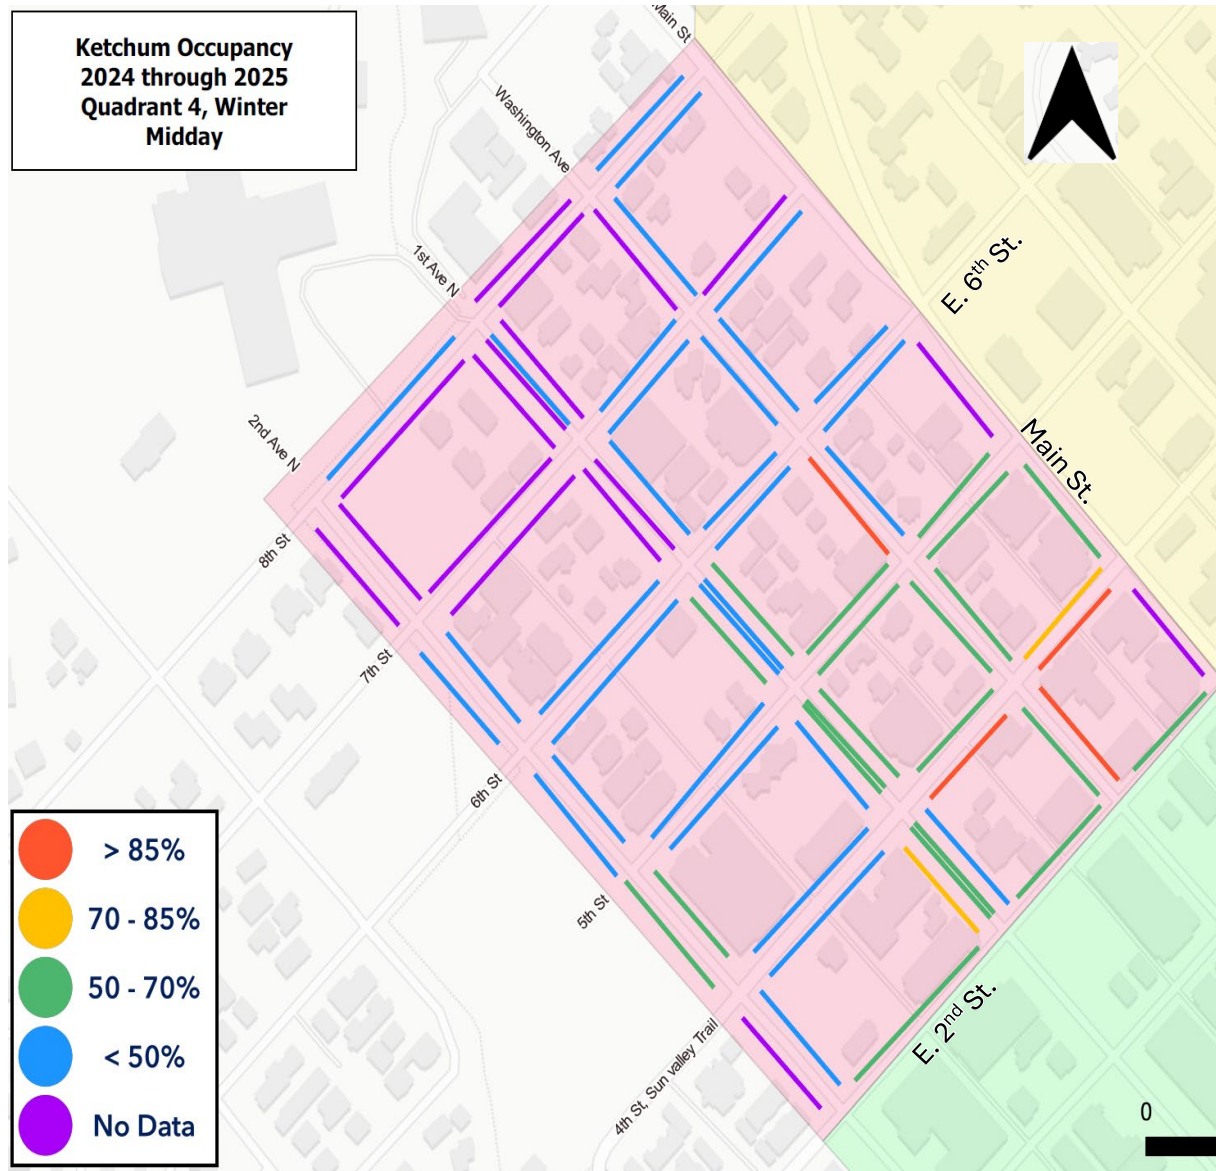 Ketchum Occupancy
2024 through 2025
Quadrant 4, Winter
Midday
Main St
Washington Ave
1st Ave N
2nd Ave N
E. 6th St.
Main St.
8th St
7th St
6th St
5th St
4th St, Sun valley Trail
E. 2nd St.
> 85%
70 - 85%
50 - 70%
< 50%
No Data
0